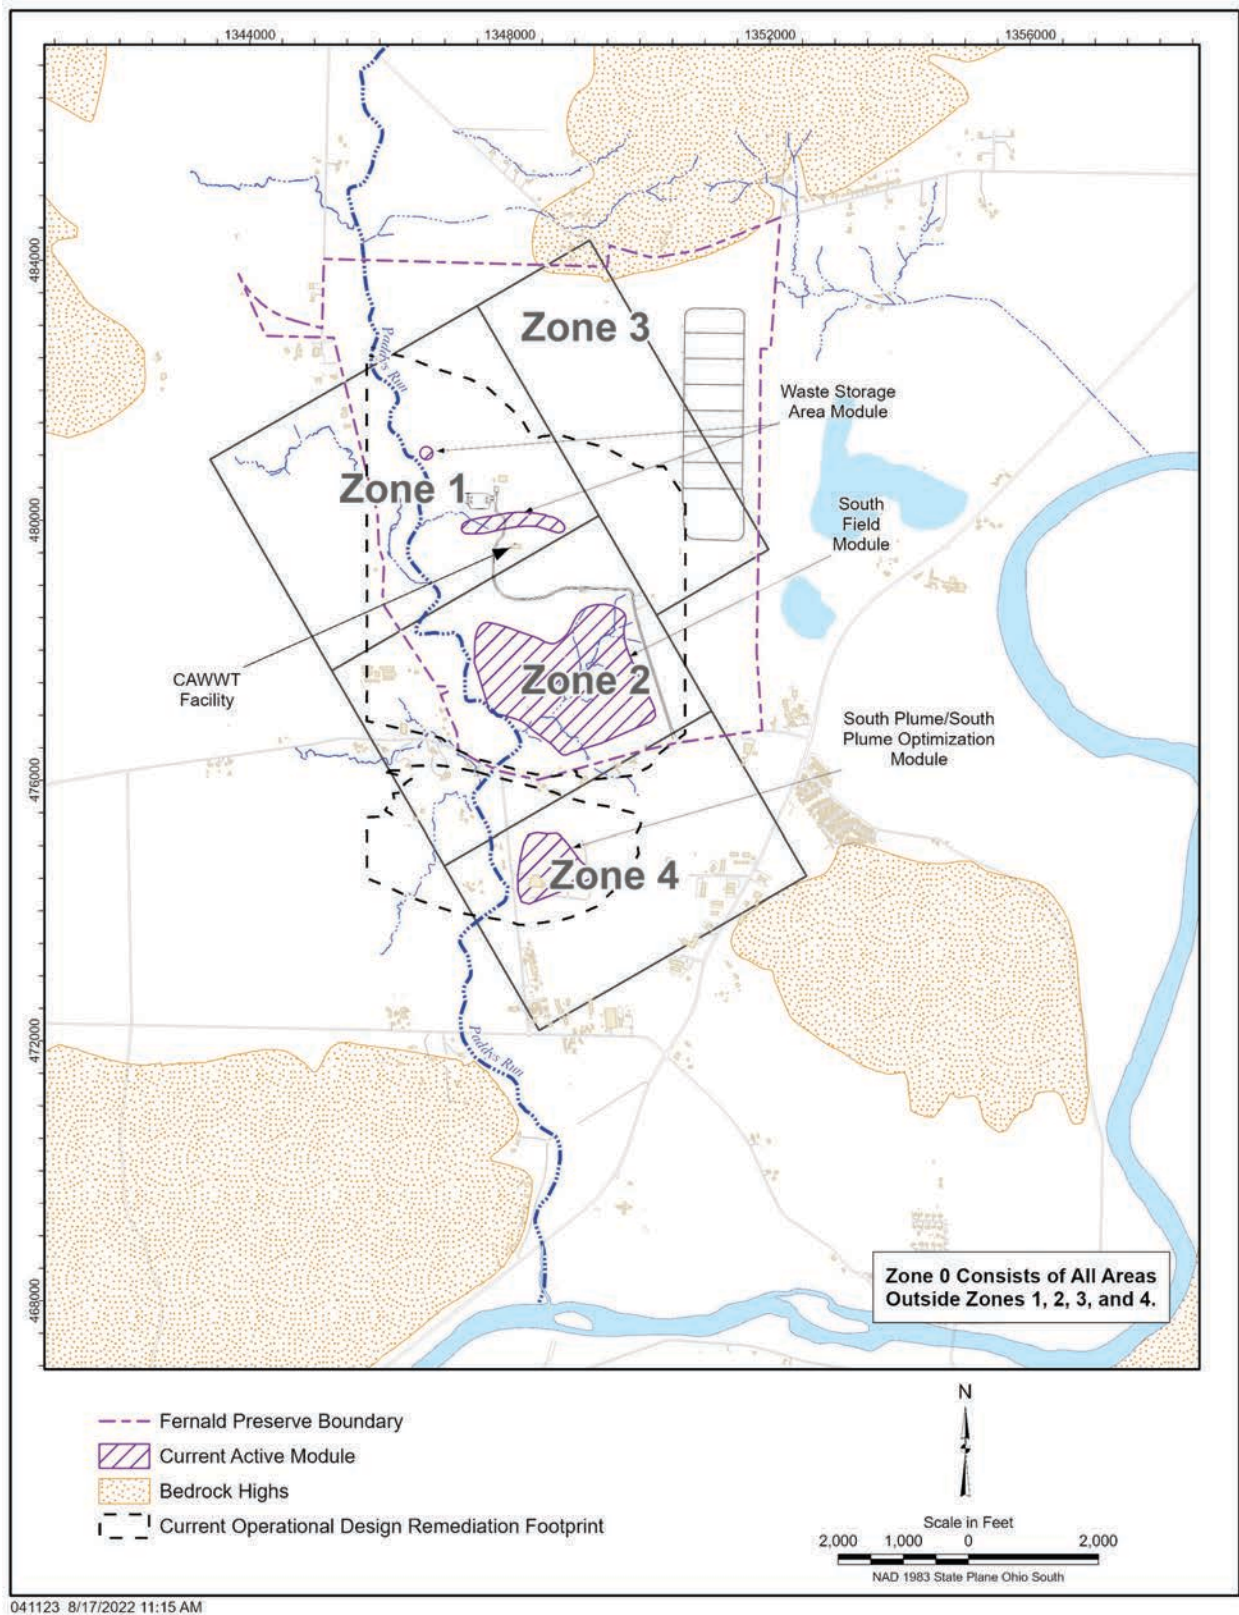 1344000
1348000
1352000
1356000
484000
480000
476000
472000
468000
Zone 3
Paddys Run
Waste Storage
Area Module
Zone 1
South
Field
Module
CAWWT
Facility
Zone 2
South Plume/South
Plume Optimization
Module
Zone 4
Paddys Run
Zone 0 Consists of All Areas
Outside Zones 1, 2, 3, and 4.
Fernald Preserve Boundary
Current Active Module
Bedrock Highs
Current Operational Design Remediation Footprint
N
Scale in Feet
2,000 1,000 0 2,000
NAD 1983 State Plane Ohio South
041123 8/17/2022 11:15 AM